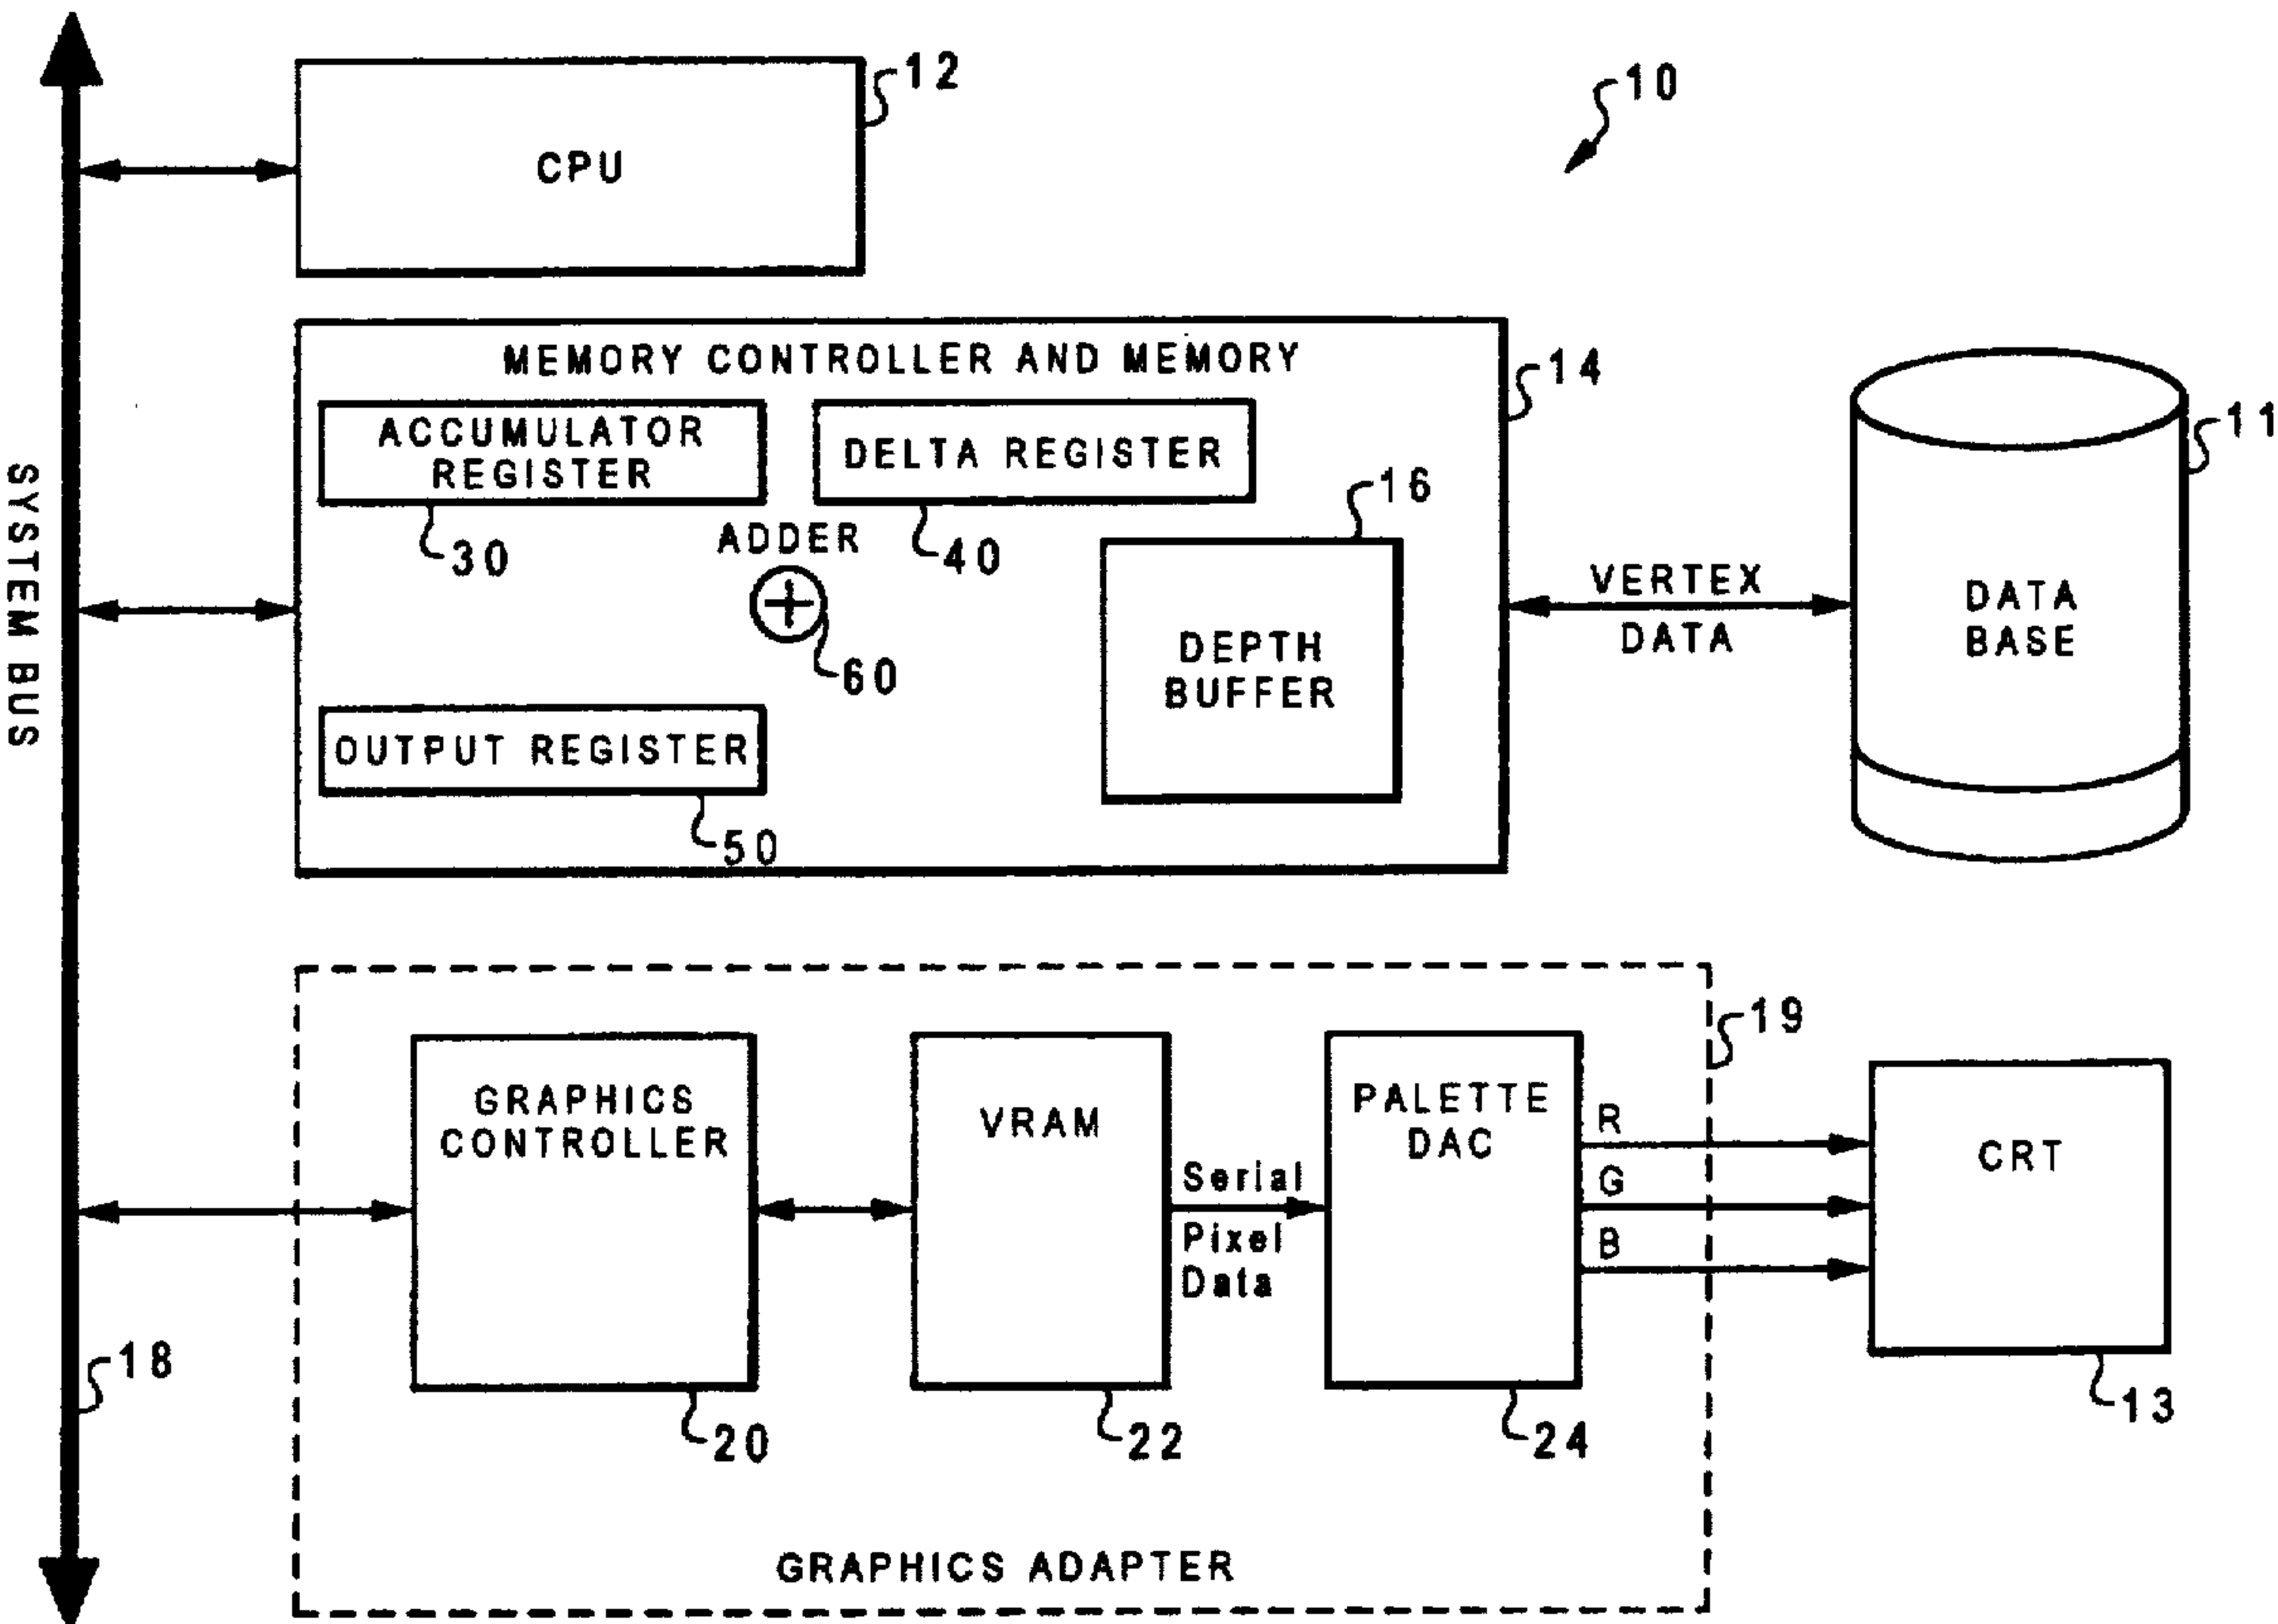 12
10
CPU
MEMORY CONTROLLER AND MEMORY
14
ACCUMULATOR
REGISTER
DELTA REGISTER
11
16
30
ADDER
40
SYSTEM BUS
VERTEX
DATA
DATA
BASE
60
DEPTH
BUFFER
OUTPUT REGISTER
50
19
GRAPHICS
CONTROLLER
VRAM
PALETTE
DAC
R
G
B
CRT
Serial
Pixel
Data
18
20
22
24
13
GRAPHICS ADAPTER